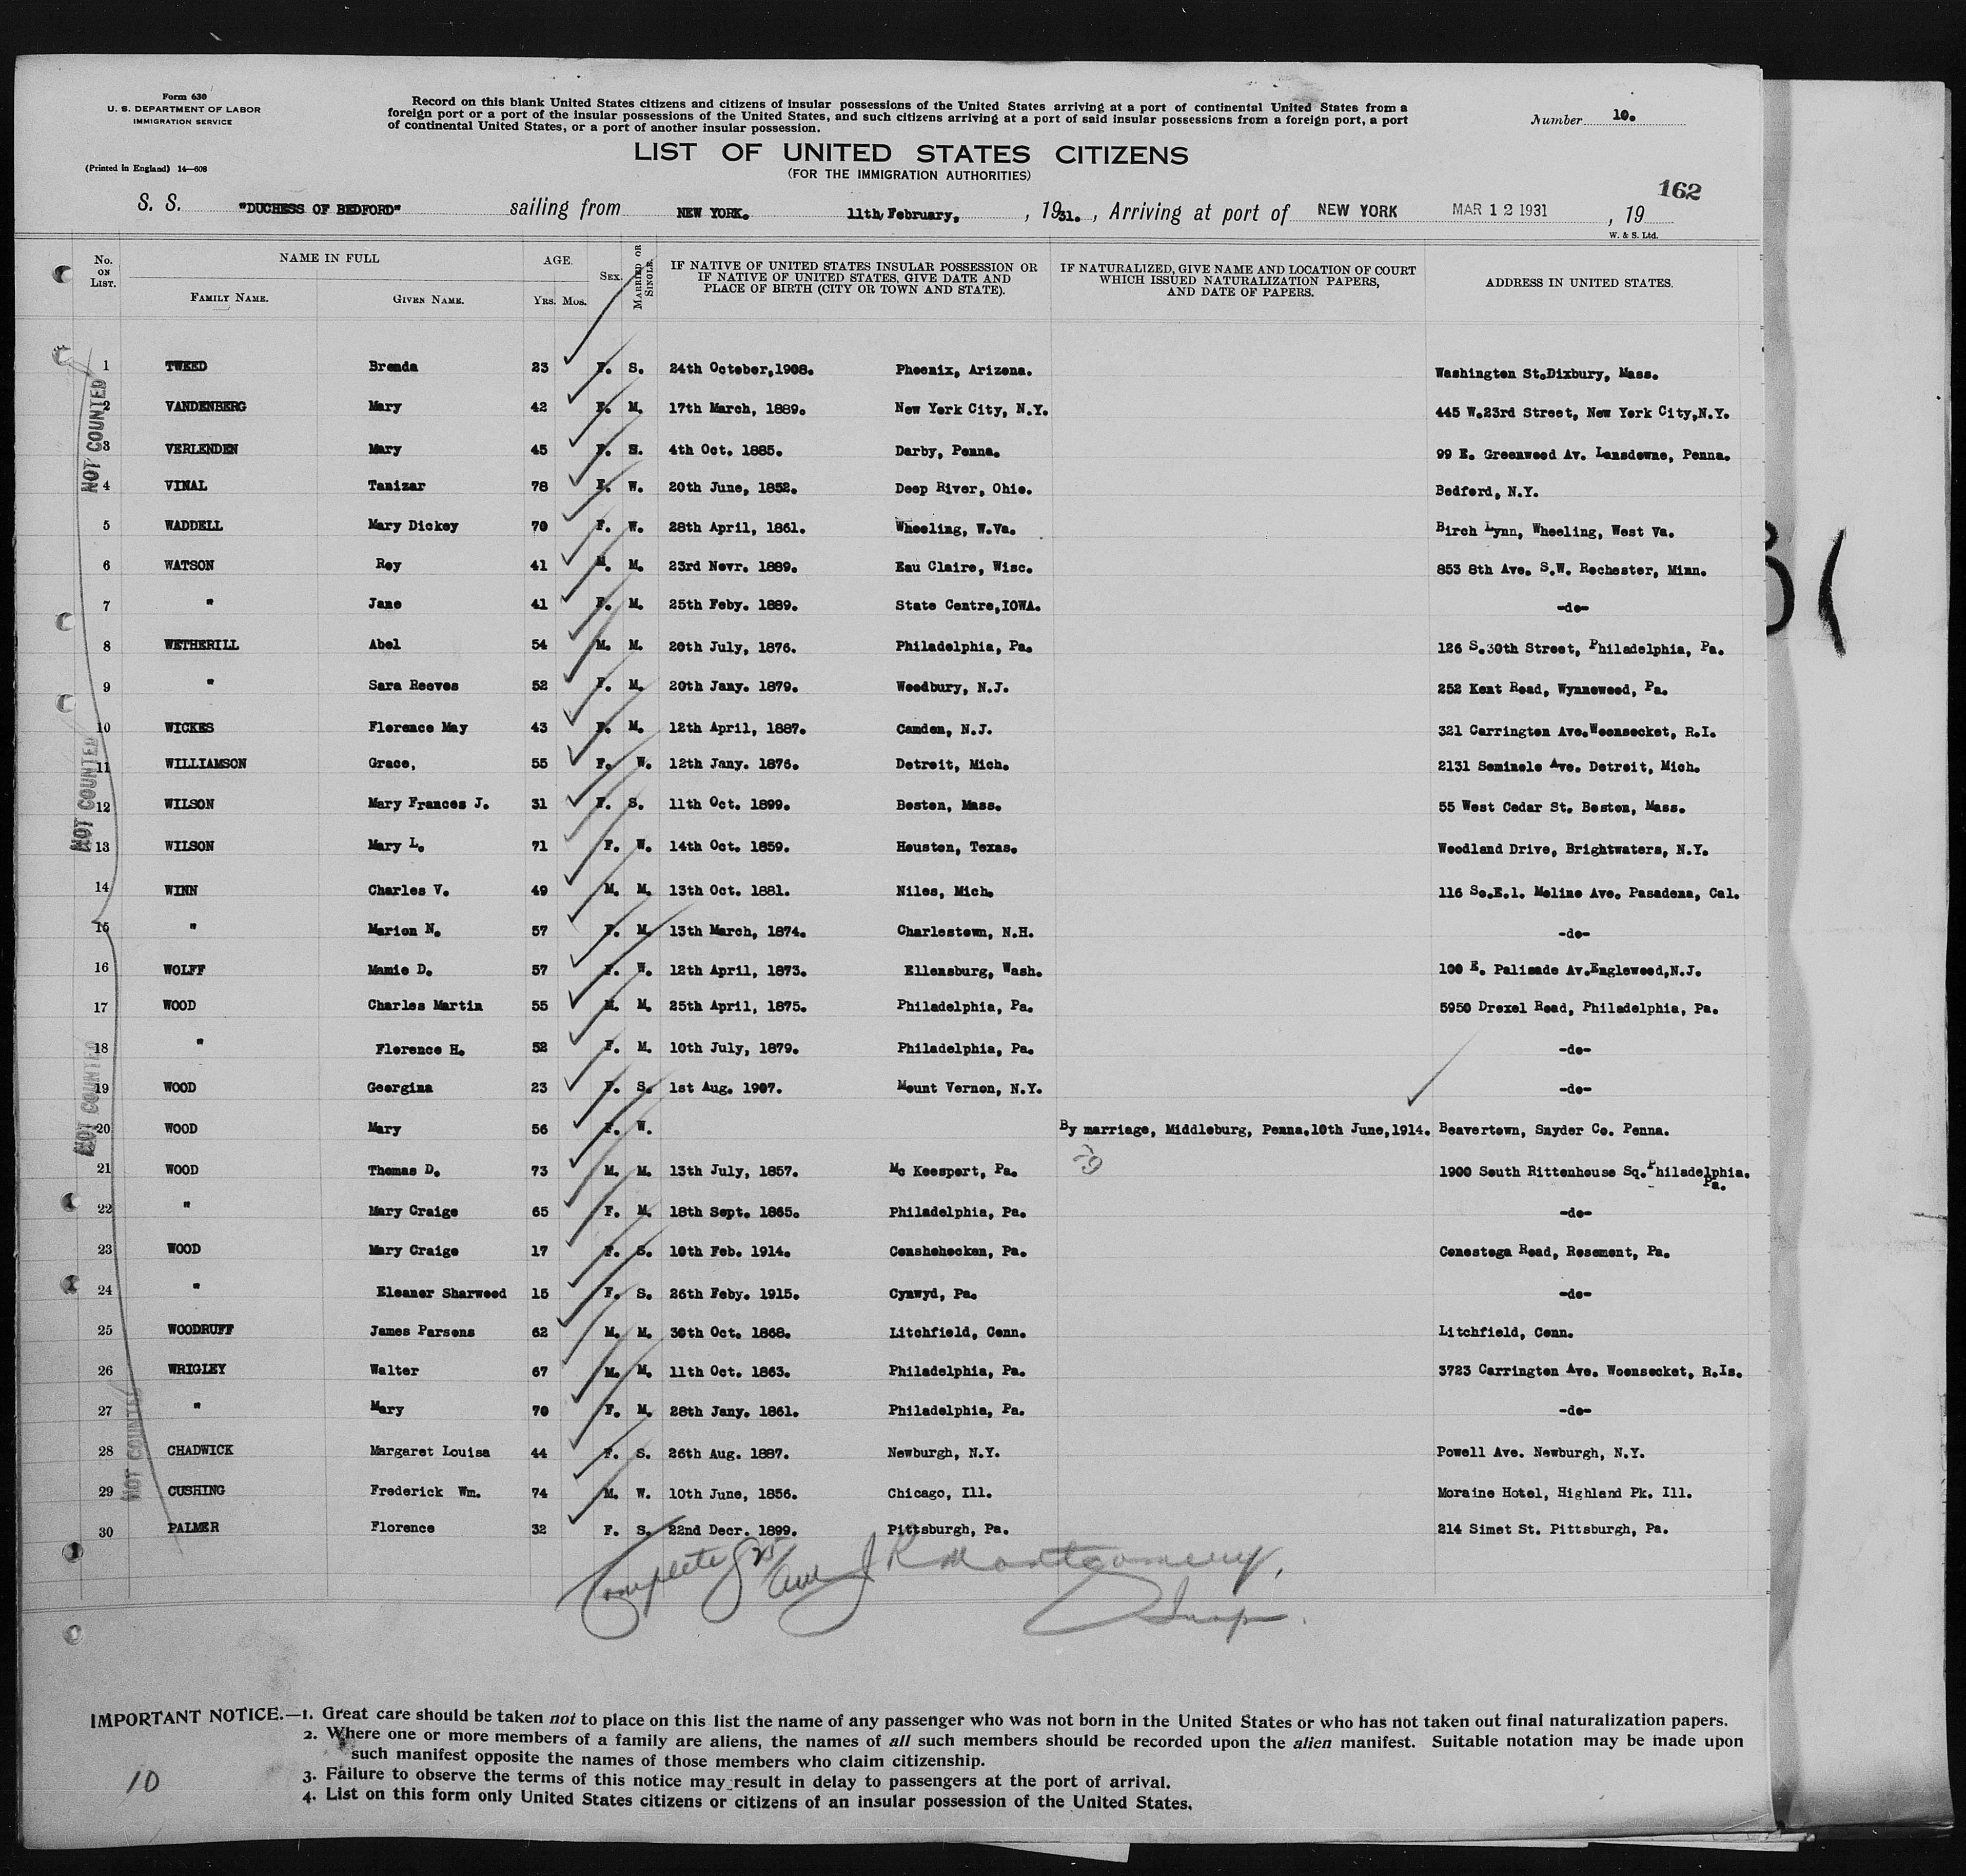 Form 630
U. S. DEPARTMENT OF LABOR
IMMIGRATION SERVICE
(Printed in England) 14—608
Record on this blank United States citizens and citizens of insular possessions of the United States arriving at a port of continental United States from a
foreign port or a port of the insular possessions of the United States, and such citizens arriving at a port of said insular possessions from a foreign port, a port
of continental United States, or a port of another insular possession.
Number 10.
LIST OF UNITED STATES CITIZENS
(FOR THE IMMIGRATION AUTHORITIES)
162
S. S. "DUCHESS OF BEDFORD" sailing from NEW YORK. 11th February, , 1931. , Arriving at port of NEW YORK MAR 12 1931 , 19
W. & S. Ltd.
No. ON LIST. NAME IN FULL FAMILY NAME. GIVEN NAME. AGE. YRS. MOS. SEX. MARRIED OR SINGLE. IF NATIVE OF UNITED STATES INSULAR POSSESSION OR IF NATIVE OF UNITED STATES, GIVE DATE AND PLACE OF BIRTH (CITY OR TOWN AND STATE). IF NATURALIZED, GIVE NAME AND LOCATION OF COURT WHICH ISSUED NATURALIZATION PAPERS, AND DATE OF PAPERS. ADDRESS IN UNITED STATES.
1 TWEED Brenda 23 F. S. 24th October,1908. Phoenix, Arizona. Washington St.Dixbury, Mass.
2 VANDENBERG Mary 42 F. M. 17th March, 1889. New York City, N.Y. 445 W.23rd Street, New York City,N.Y.
3 VERLENDEN Mary 45 F. S. 4th Oct. 1885. Darby, Penna. 99 E. Greenwood Av. Lansdowne, Penna.
4 VINAL Tanizar 78 F. W. 20th June, 1852. Deep River, Ohio. Bedford, N.Y.
5 WADDELL Mary Dickey 70 F. W. 28th April, 1861. Wheeling, W.Va. Birch Lynn, Wheeling, West Va.
6 WATSON Roy 41 M. M. 23rd Novr. 1889. Eau Claire, Wisc. 853 8th Ave. S.W. Rochester, Minn.
7 " Jane 41 F. M. 25th Feby. 1889. State Centre,IOWA. -do-
8 WETHERILL Abel 54 M. M. 20th July, 1876. Philadelphia, Pa. 126 S.30th Street, Philadelphia, Pa.
9 " Sara Reeves 52 F. M. 20th Jany. 1879. Woodbury, N.J. 252 Kent Road, Wynnewood, Pa.
10 WICKES Florence May 43 F. M. 12th April, 1887. Camden, N.J. 321 Carrington Ave.Woonsocket, R.I.
11 WILLIAMSON Grace, 55 F. W. 12th Jany. 1876. Detroit, Mich. 2131 Seminole Ave. Detroit, Mich.
12 WILSON Mary Frances J. 31 F. S. 11th Oct. 1899. Boston, Mass. 55 West Cedar St. Boston, Mass.
13 WILSON Mary L. 71 F. W. 14th Oct. 1859. Houston, Texas. Woodland Drive, Brightwaters, N.Y.
14 WINN Charles V. 49 M. M. 13th Oct. 1881. Niles, Mich. 116 So.E.l. Moline Ave. Pasadena, Cal.
15 " Marion N. 57 F. M. 13th March, 1874. Charlestown, N.H. -do-
16 WOLFF Mamie D. 57 F. W. 12th April, 1873. Ellensburg, Wash. 100 E. Palisade Av.Englewood,N.J.
17 WOOD Charles Martin 55 M. M. 25th April, 1875. Philadelphia, Pa. 5950 Drexel Road, Philadelphia, Pa.
18 " Florence H. 52 F. M. 10th July, 1879. Philadelphia, Pa. -do-
19 WOOD Georgina 23 F. S. 1st Aug. 1907. Mount Vernon, N.Y. -do-
20 WOOD Mary 56 F. W. By marriage, Middleburg, Penna.10th June,1914. Beavertown, Snyder Co. Penna.
21 WOOD Thomas D. 73 M. M. 13th July, 1857. Mc Keesport, Pa. 1900 South Rittenhouse Sq.Philadelphia. Pa.
22 " Mary Craige 65 F. M. 18th Sept. 1865. Philadelphia, Pa. -do-
23 WOOD Mary Craige 17 F. S. 10th Feb. 1914. Conshohocken, Pa. Conestoga Road, Rosemont, Pa.
24 " Eleanor Sharwood 15 F. S. 26th Feby. 1915. Cynwyd, Pa. -do-
25 WOODRUFF James Parsons 62 M. M. 30th Oct. 1868. Litchfield, Conn. Litchfield, Conn.
26 WRIGLEY Walter 67 M. M. 11th Oct. 1863. Philadelphia, Pa. 3723 Carrington Ave. Woonsocket, R.Is.
27 " Mary 70 F. M. 28th Jany. 1861. Philadelphia, Pa. -do-
28 CHADWICK Margaret Louisa 44 F. S. 26th Aug. 1887. Newburgh, N.Y. Powell Ave. Newburgh, N.Y.
29 CUSHING Frederick Wm. 74 M. W. 10th June, 1856. Chicago, Ill. Moraine Hotel, Highland Pk. Ill.
30 PALMER Florence 32 F. S. 22nd Decr. 1899. Pittsburgh, Pa. 214 Simet St. Pittsburgh, Pa.
NOT COUNTED
NOT COUNTED
NOT COUNTED
NOT COUNTED
Complete J R Montgomery,
Insp.
IMPORTANT NOTICE.—1. Great care should be taken not to place on this list the name of any passenger who was not born in the United States or who has not taken out final naturalization papers.
2. Where one or more members of a family are aliens, the names of all such members should be recorded upon the alien manifest. Suitable notation may be made upon
such manifest opposite the names of those members who claim citizenship.
3. Failure to observe the terms of this notice may result in delay to passengers at the port of arrival.
4. List on this form only United States citizens or citizens of an insular possession of the United States.
10